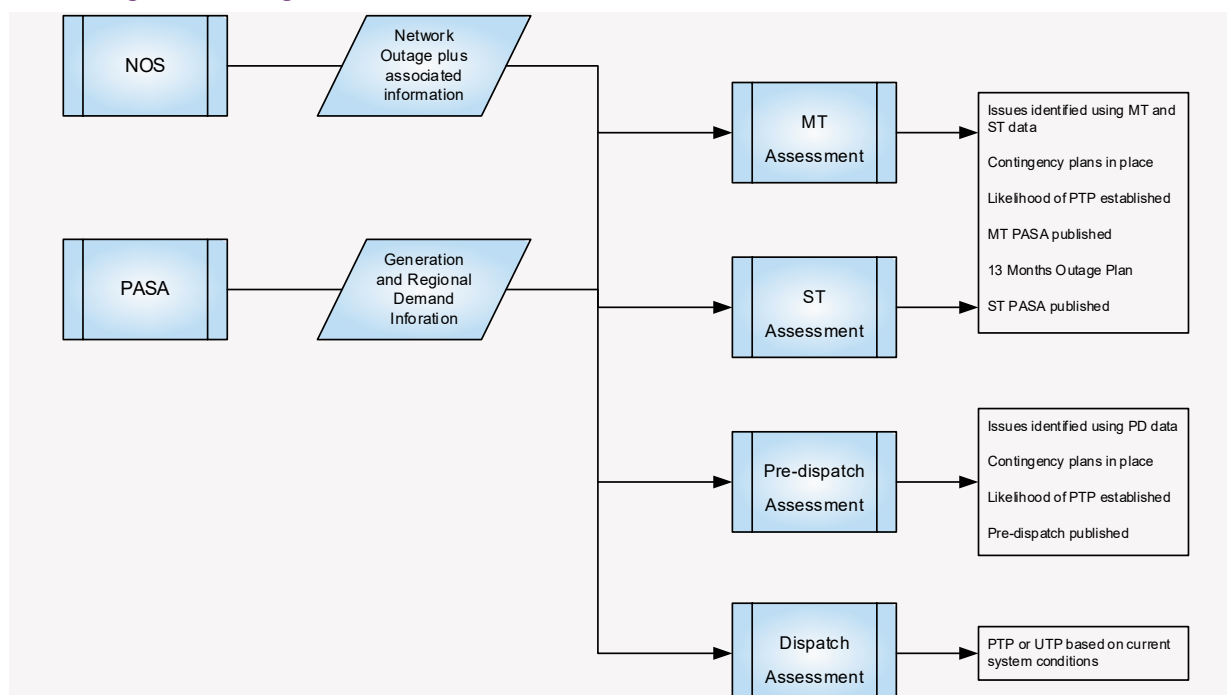 NOS
Network
Outage plus
associated
information
PASA
Generation
and Regional
Demand
Inforation
MT
Assessment
ST
Assessment
Pre-dispatch
Assessment
Dispatch
Assessment
Issues identified using MT and
ST data
Contingency plans in place
Likelihood of PTP established
MT PASA published
13 Months Outage Plan
ST PASA published
Issues identified using PD data
Contingency plans in place
Likelihood of PTP established
Pre-dispatch published
PTP or UTP based on current
system conditions